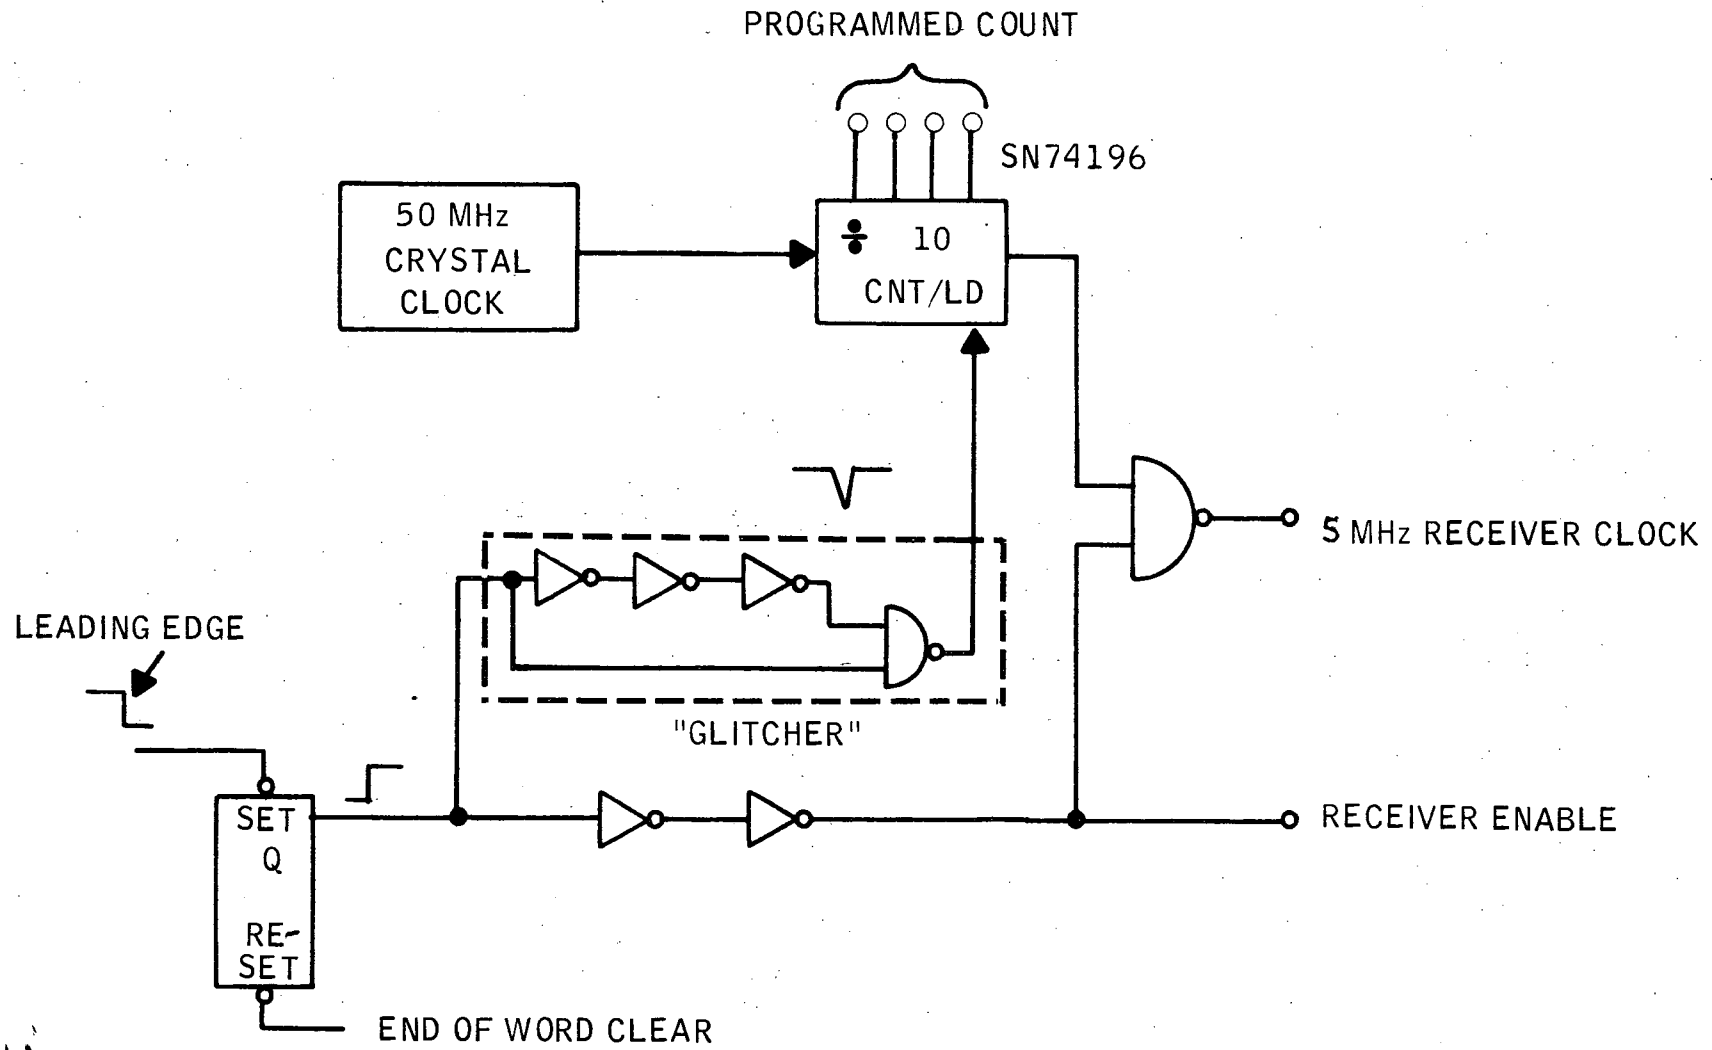 PROGRAMMED COUNT
SN74196
50 MHz
CRYSTAL
CLOCK
÷ 10
CNT/LD
5 MHz RECEIVER CLOCK
LEADING EDGE
"GLITCHER"
SET
Q
RE-
SET
RECEIVER ENABLE
END OF WORD CLEAR